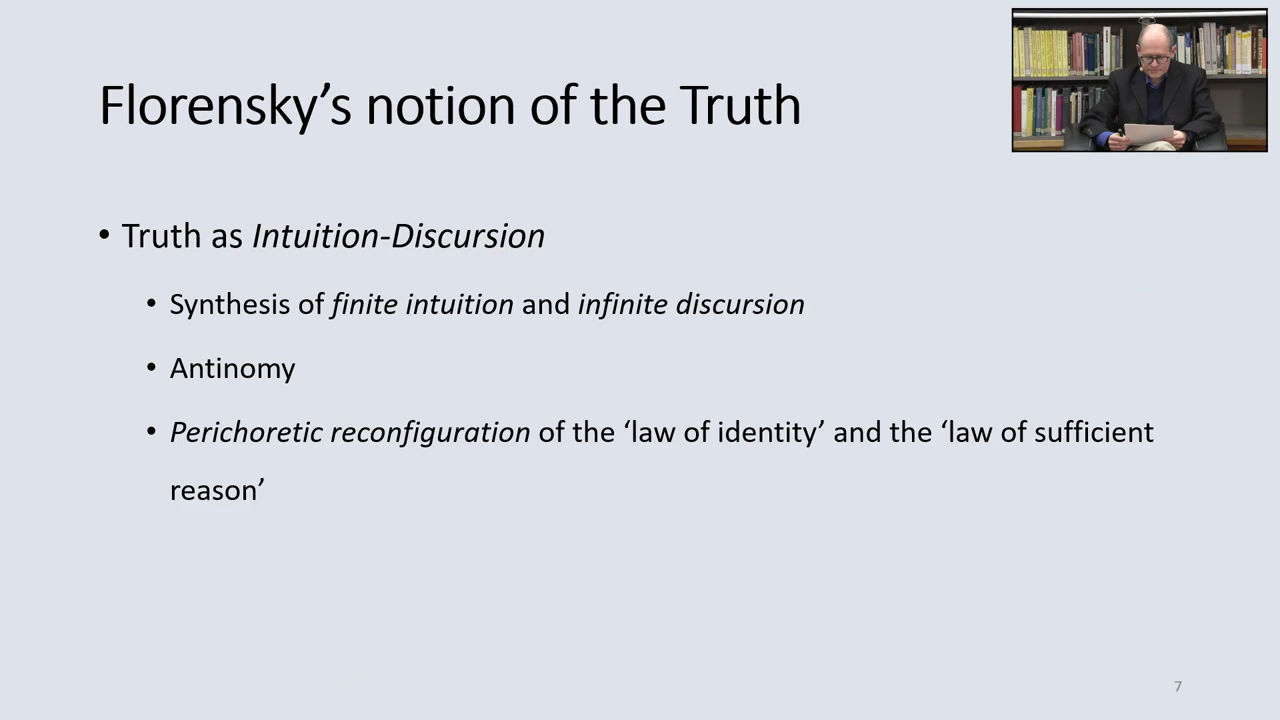 Florensky’s notion of the Truth
• Truth as Intuition-Discursion
• Synthesis of finite intuition and infinite discursion
• Antinomy
• Perichoretic reconfiguration of the ‘law of identity’ and the ‘law of sufficient
reason’
7